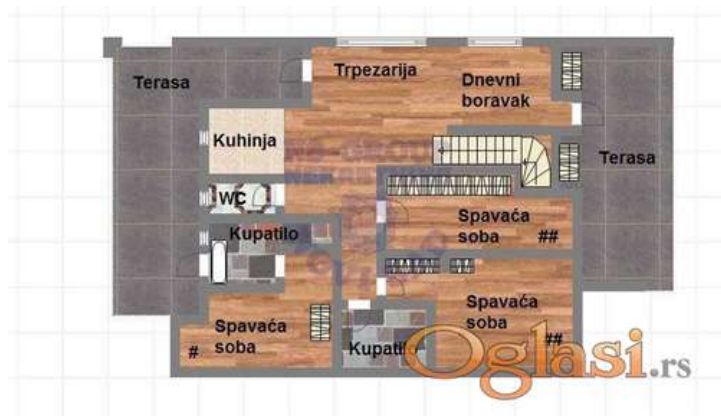 Terasa
Trpezarija
Dnevni
boravak
Kuhinja
Terasa
WC
Spavaća
soba
##
Kupatilo
Spavaća
soba
##
Spavaća
soba
#
Kupatilo
Oglasi.rs